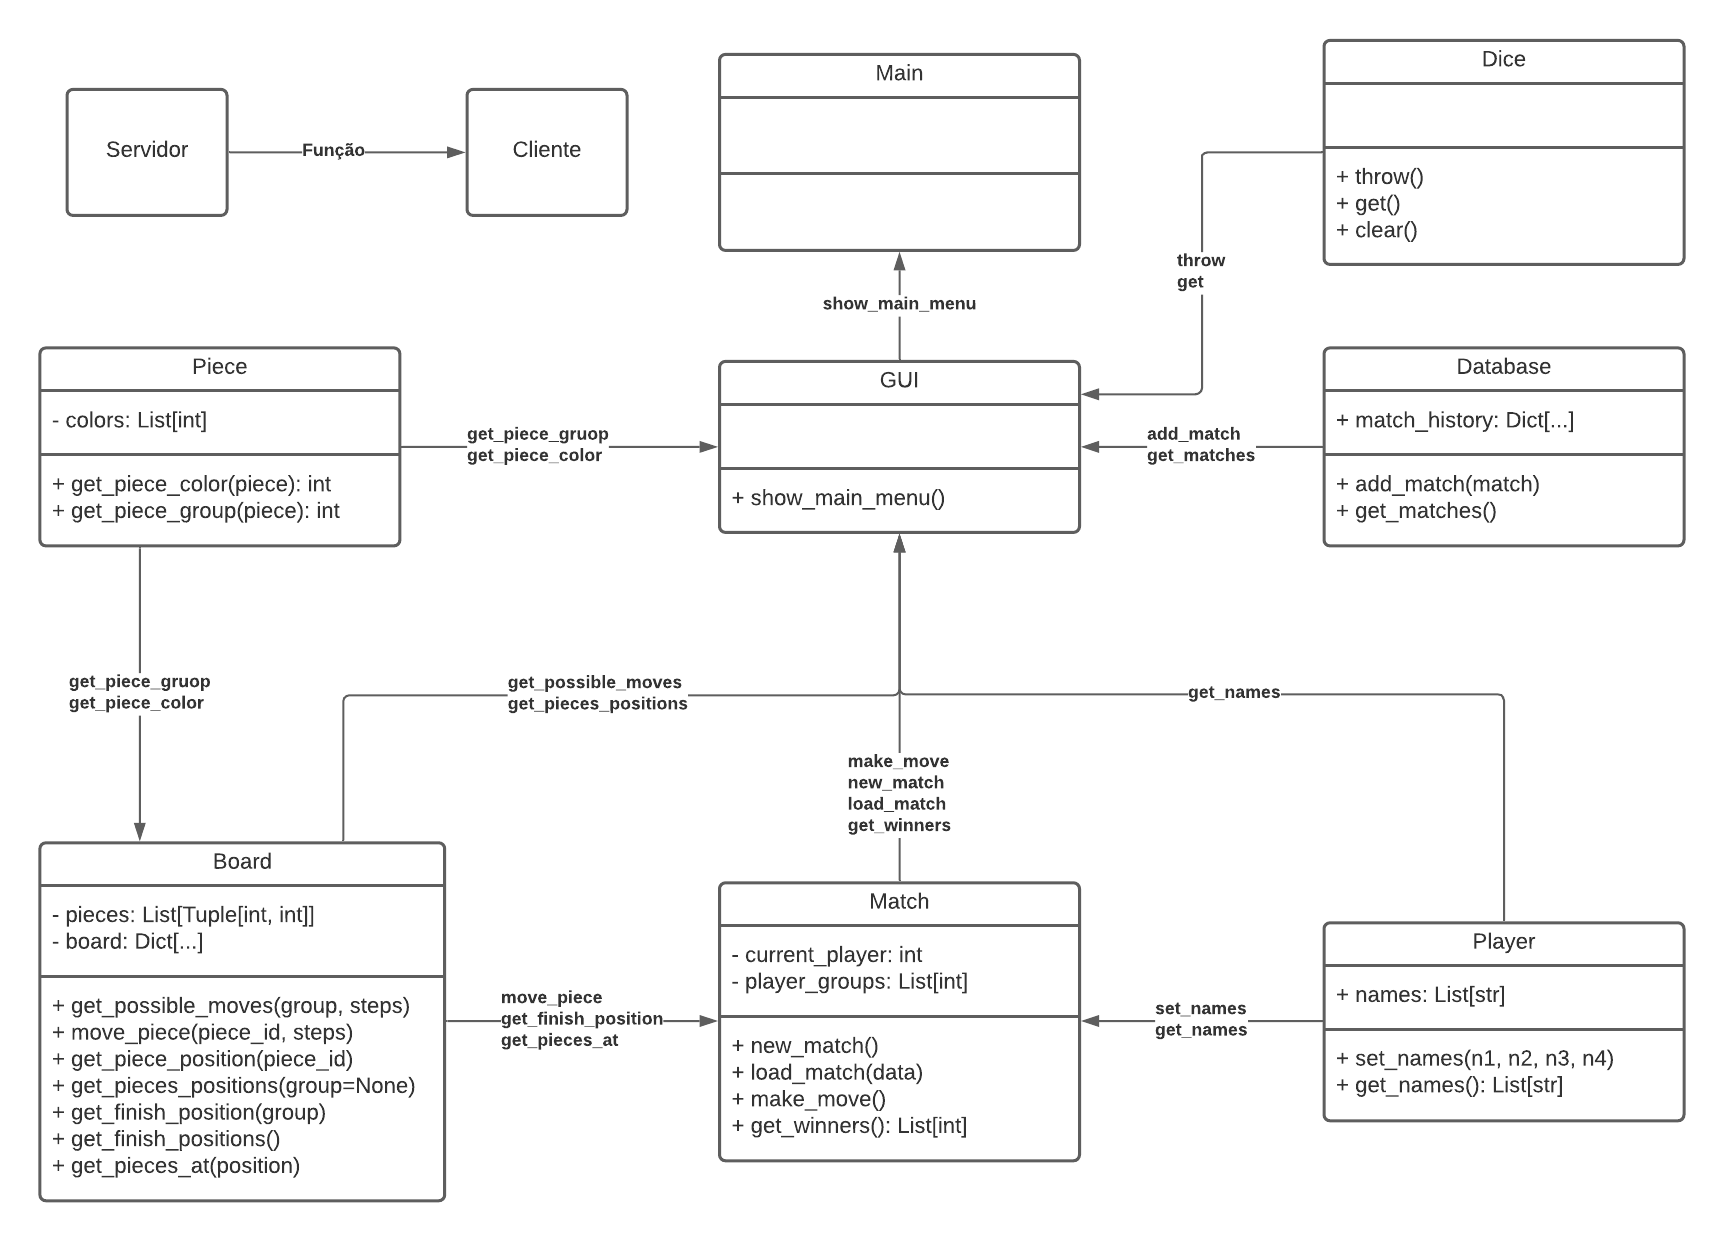 Servidor
Função
Cliente
Main
Dice
+ throw()
+ get()
+ clear()
throw
get
show_main_menu
Piece
- colors: List[int]
+ get_piece_color(piece): int
+ get_piece_group(piece): int
get_piece_gruop
get_piece_color
GUI
+ show_main_menu()
add_match
get_matches
Database
+ match_history: Dict[...]
+ add_match(match)
+ get_matches()
get_piece_gruop
get_piece_color
get_possible_moves
get_pieces_positions
get_names
make_move
new_match
load_match
get_winners
Board
- pieces: List[Tuple[int, int]]
- board: Dict[...]
+ get_possible_moves(group, steps)
+ move_piece(piece_id, steps)
+ get_piece_position(piece_id)
+ get_pieces_positions(group=None)
+ get_finish_position(group)
+ get_finish_positions()
+ get_pieces_at(position)
move_piece
get_finish_position
get_pieces_at
Match
- current_player: int
- player_groups: List[int]
+ new_match()
+ load_match(data)
+ make_move()
+ get_winners(): List[int]
set_names
get_names
Player
+ names: List[str]
+ set_names(n1, n2, n3, n4)
+ get_names(): List[str]